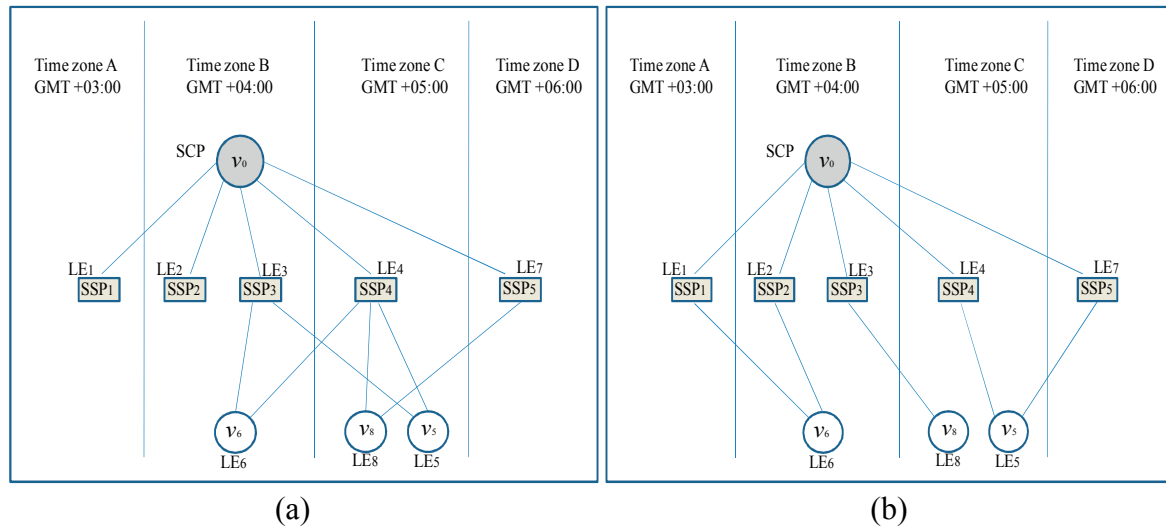 Time zone A
GMT +03:00
Time zone B
GMT +04:00
Time zone C
GMT +05:00
Time zone D
GMT +06:00
SCP
v0
LE1
LE2
LE3
LE4
LE7
SSP1
SSP2
SSP3
SSP4
SSP5
v6
v8
v5
LE6
LE8
LE5
(a)
Time zone A
GMT +03:00
Time zone B
GMT +04:00
Time zone C
GMT +05:00
Time zone D
GMT +06:00
SCP
v0
LE1
LE2
LE3
LE4
LE7
SSP1
SSP2
SSP3
SSP4
SSP5
v6
v8
v5
LE6
LE8
LE5
(b)